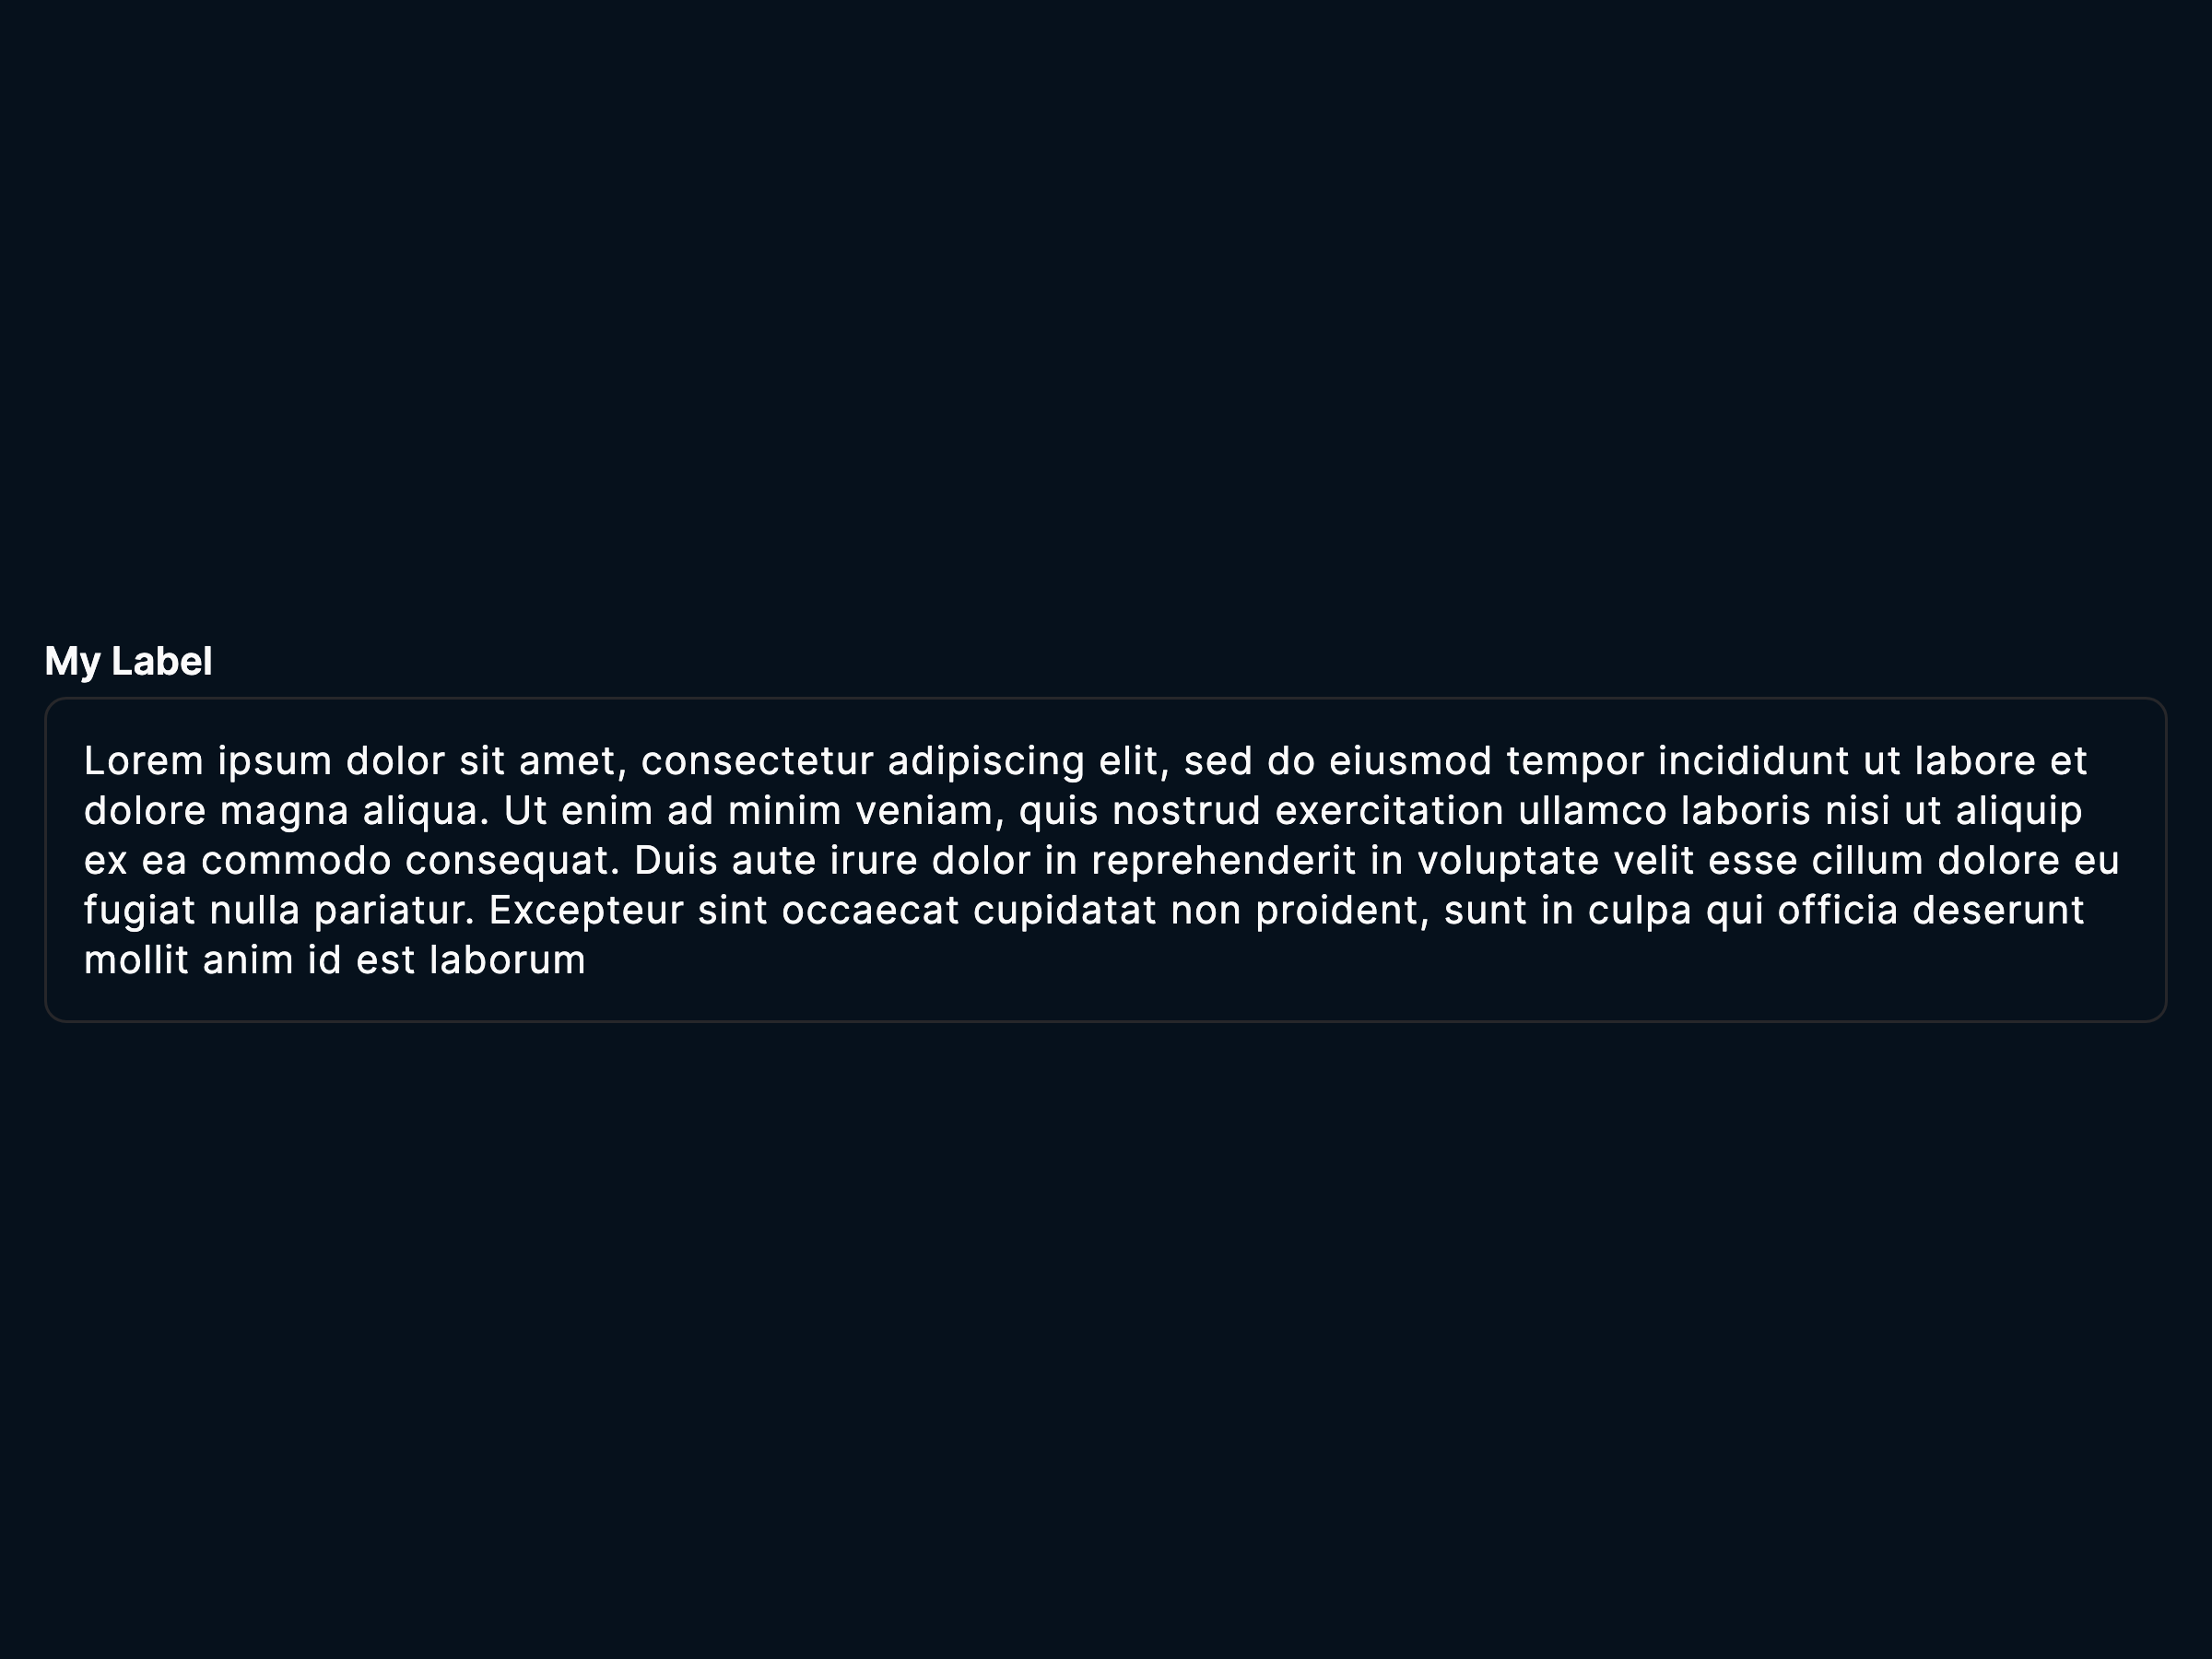 My Label
Lorem ipsum dolor sit amet, consectetur adipiscing elit, sed do eiusmod tempor incididunt ut labore et
dolore magna aliqua. Ut enim ad minim veniam, quis nostrud exercitation ullamco laboris nisi ut aliquip
ex ea commodo consequat. Duis aute irure dolor in reprehenderit in voluptate velit esse cillum dolore eu
fugiat nulla pariatur. Excepteur sint occaecat cupidatat non proident, sunt in culpa qui officia deserunt
mollit anim id est laborum